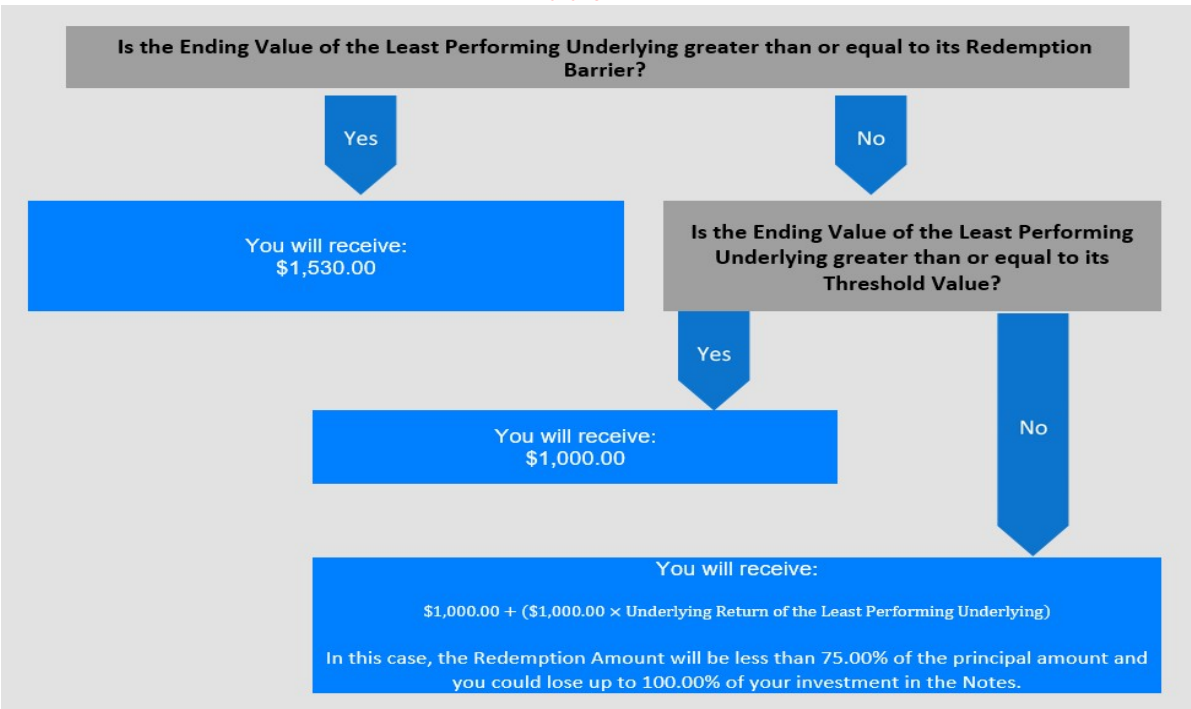 Is the Ending Value of the Least Performing Underlying greater than or equal to its Redemption
Barrier?
Yes
No
You will receive:
$1,530.00
Is the Ending Value of the Least Performing
Underlying greater than or equal to its
Threshold Value?
Yes
No
You will receive:
$1,000.00
You will receive:
$1,000.00 + ($1,000.00 × Underlying Return of the Least Performing Underlying)
In this case, the Redemption Amount will be less than 75.00% of the principal amount and
you could lose up to 100.00% of your investment in the Notes.